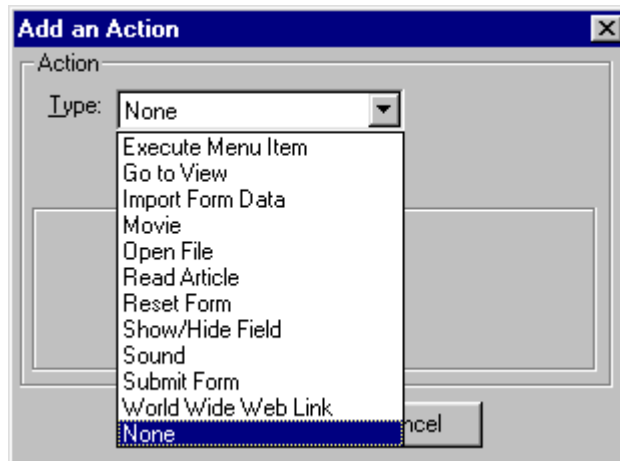 Add an Action
Action
Type: None
Execute Menu Item
Go to View
Import Form Data
Movie
Open File
Read Article
Reset Form
Show/Hide Field
Sound
Submit Form
World Wide Web Link
None
ncel